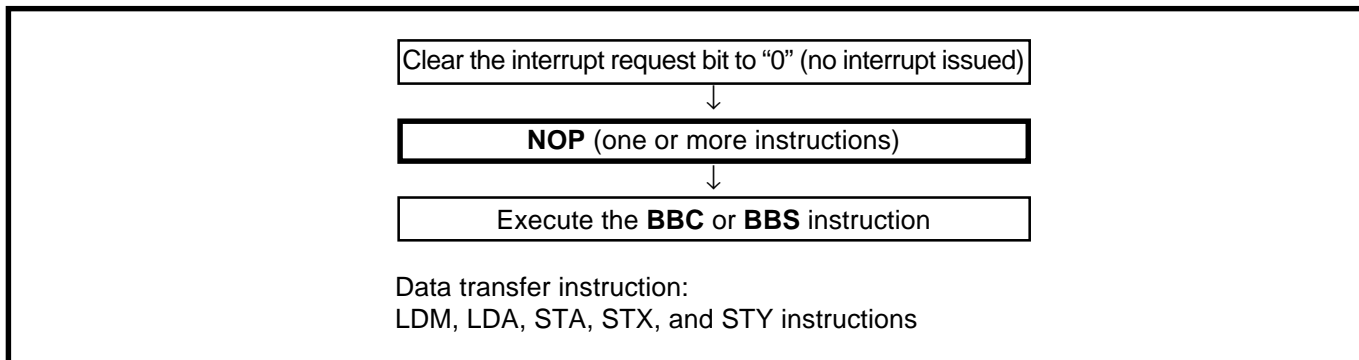 Clear the interrupt request bit to “0” (no interrupt issued)
↓
NOP (one or more instructions)
↓
Execute the BBC or BBS instruction
Data transfer instruction:
LDM, LDA, STA, STX, and STY instructions